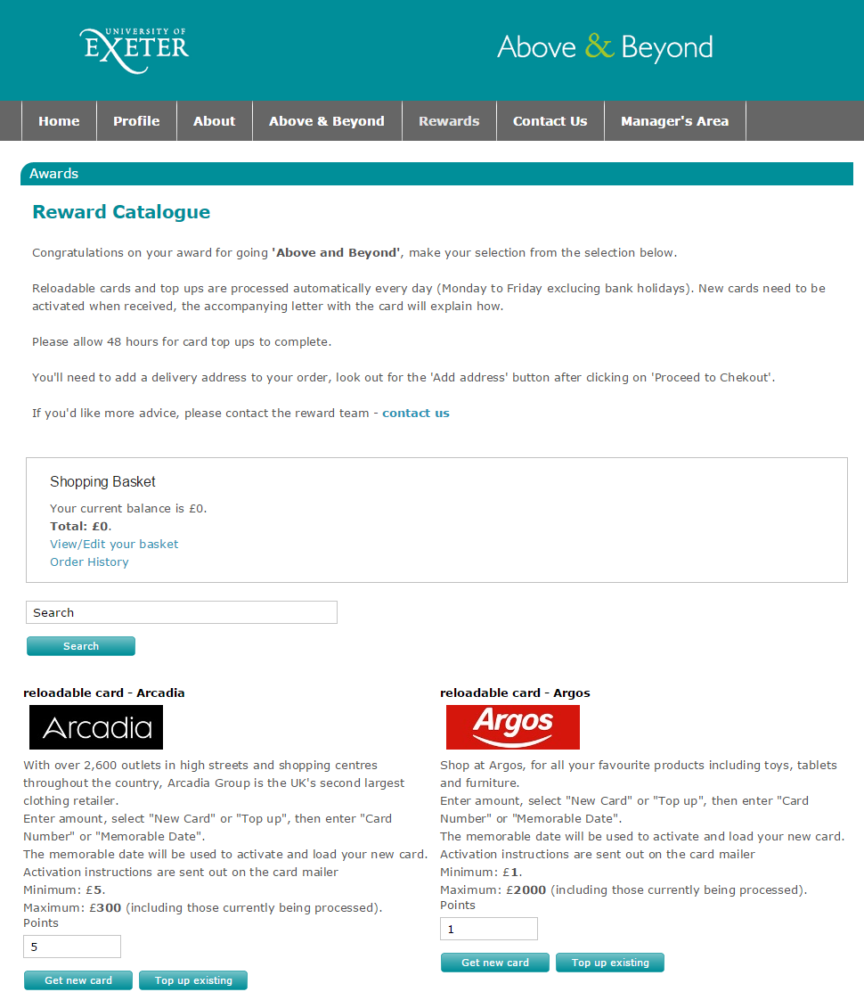 UNIVERSITY OF
EXETER
Above & Beyond
Home Profile About Above & Beyond Rewards Contact Us Manager's Area
Awards
Reward Catalogue
Congratulations on your award for going 'Above and Beyond', make your selection from the selection below.
Reloadable cards and top ups are processed automatically every day (Monday to Friday exclucing bank holidays). New cards need to be
activated when received, the accompanying letter with the card will explain how.
Please allow 48 hours for card top ups to complete.
You'll need to add a delivery address to your order, look out for the 'Add address' button after clicking on 'Proceed to Chekout'.
If you'd like more advice, please contact the reward team - contact us
Shopping Basket
Your current balance is £0.
Total: £0.
View/Edit your basket
Order History
Search
Search
reloadable card - Arcadia
Arcadia
With over 2,600 outlets in high streets and shopping centres
throughout the country, Arcadia Group is the UK's second largest
clothing retailer.
Enter amount, select "New Card" or "Top up", then enter "Card
Number" or "Memorable Date".
The memorable date will be used to activate and load your new card.
Activation instructions are sent out on the card mailer
Minimum: £5.
Maximum: £300 (including those currently being processed).
Points
5
Get new card Top up existing
reloadable card - Argos
Argos
Shop at Argos, for all your favourite products including toys, tablets
and furniture.
Enter amount, select "New Card" or "Top up", then enter "Card
Number" or "Memorable Date".
The memorable date will be used to activate and load your new card.
Activation instructions are sent out on the card mailer
Minimum: £1.
Maximum: £2000 (including those currently being processed).
Points
1
Get new card Top up existing